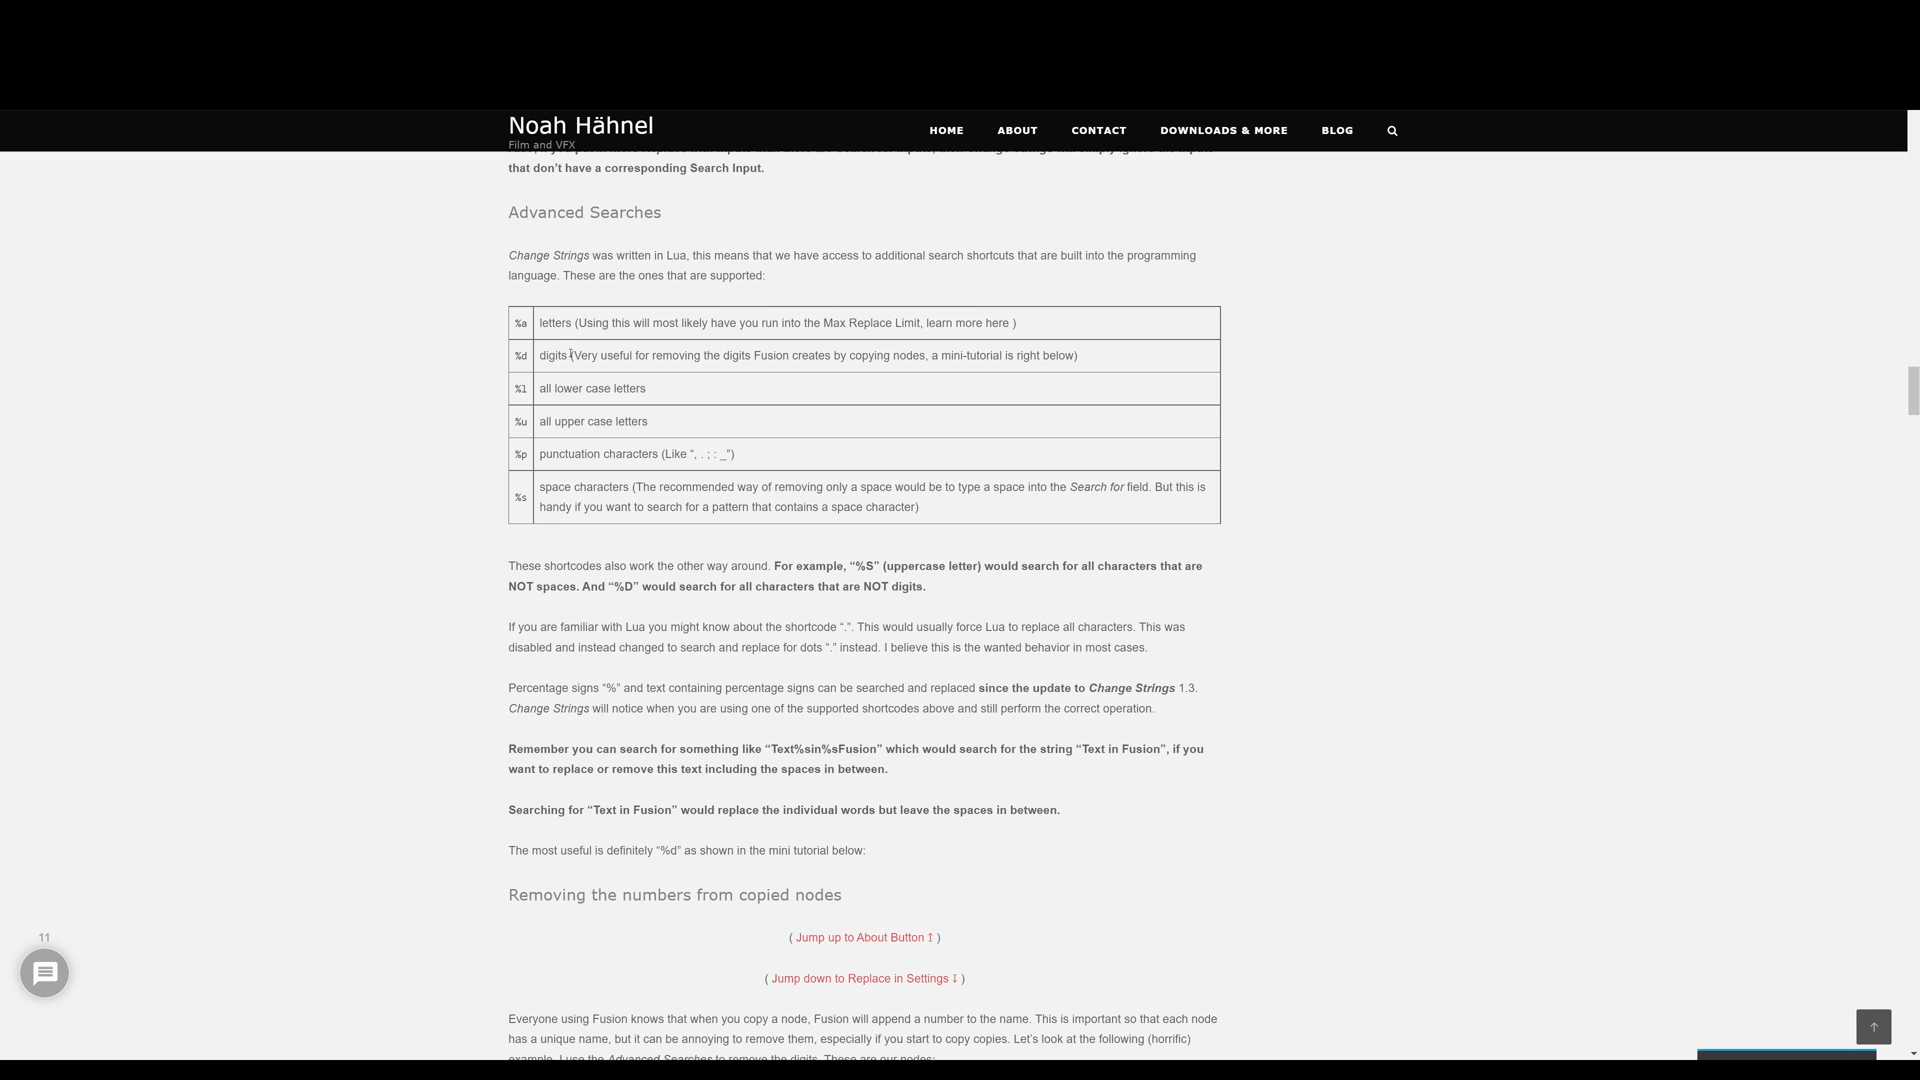 Noah Hähnel
Film and VFX
HOME ABOUT CONTACT DOWNLOADS & MORE BLOG
that don’t have a corresponding Search Input.
Advanced Searches
Change Strings was written in Lua, this means that we have access to additional search shortcuts that are built into the programming
language. These are the ones that are supported:
%a letters (Using this will most likely have you run into the Max Replace Limit, learn more here )
%d digits (Very useful for removing the digits Fusion creates by copying nodes, a mini-tutorial is right below)
%l all lower case letters
%u all upper case letters
%p punctuation characters (Like “, . ; : _”)
%s space characters (The recommended way of removing only a space would be to type a space into the Search for field. But this is
handy if you want to search for a pattern that contains a space character)
These shortcodes also work the other way around. For example, “%S” (uppercase letter) would search for all characters that are
NOT spaces. And “%D” would search for all characters that are NOT digits.
If you are familiar with Lua you might know about the shortcode “.”. This would usually force Lua to replace all characters. This was
disabled and instead changed to search and replace for dots “.” instead. I believe this is the wanted behavior in most cases.
Percentage signs “%” and text containing percentage signs can be searched and replaced since the update to Change Strings 1.3.
Change Strings will notice when you are using one of the supported shortcodes above and still perform the correct operation.
Remember you can search for something like “Text%sin%sFusion” which would search for the string “Text in Fusion”, if you
want to replace or remove this text including the spaces in between.
Searching for “Text in Fusion” would replace the individual words but leave the spaces in between.
The most useful is definitely “%d” as shown in the mini tutorial below:
Removing the numbers from copied nodes
11
( Jump up to About Button ↥ )
( Jump down to Replace in Settings ↧ )
Everyone using Fusion knows that when you copy a node, Fusion will append a number to the name. This is important so that each node
has a unique name, but it can be annoying to remove them, especially if you start to copy copies. Let’s look at the following (horrific)
example. I use the Advanced Searches to remove the digits. These are our nodes: